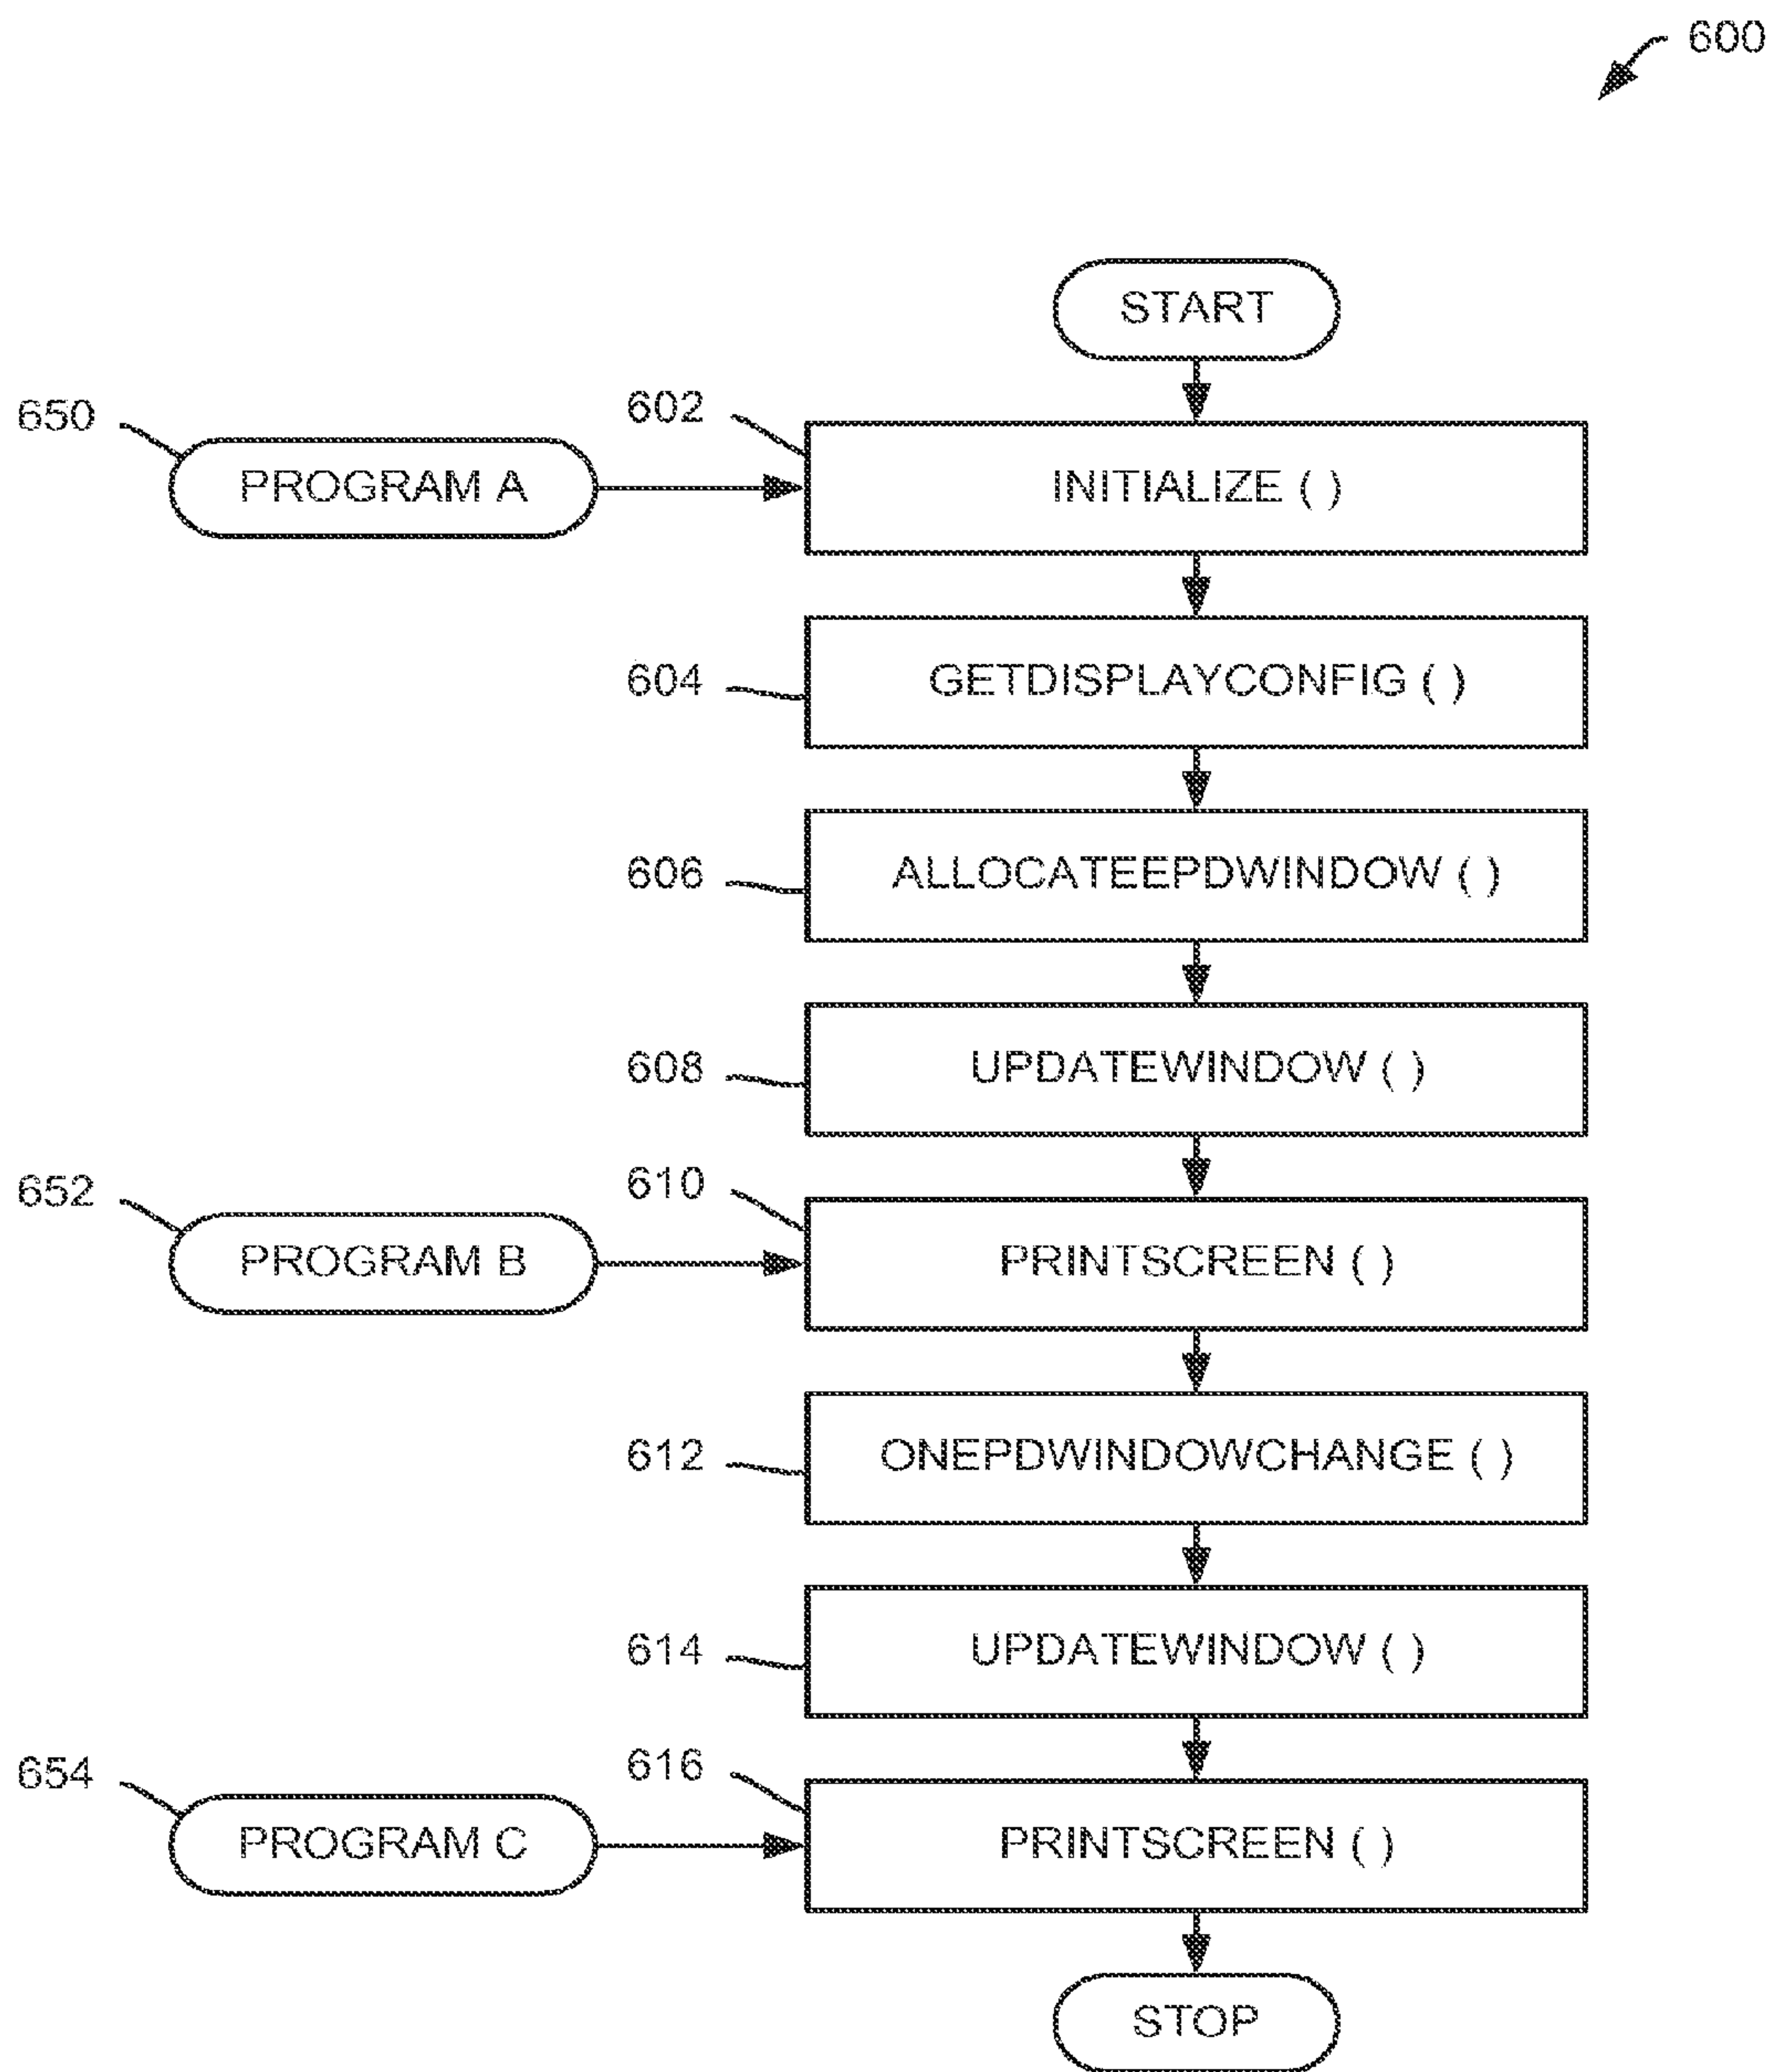 600
START
650
602
PROGRAM A
INITIALIZE ( )
604
GETDISPLAYCONFIG ( )
606
ALLOCATEEPDWINDOW ( )
608
UPDATEWINDOW ( )
652
610
PROGRAM B
PRINTSCREEN ( )
612
ONEPDWINDOWCHANGE ( )
614
UPDATEWINDOW ( )
654
616
PROGRAM C
PRINTSCREEN ( )
STOP